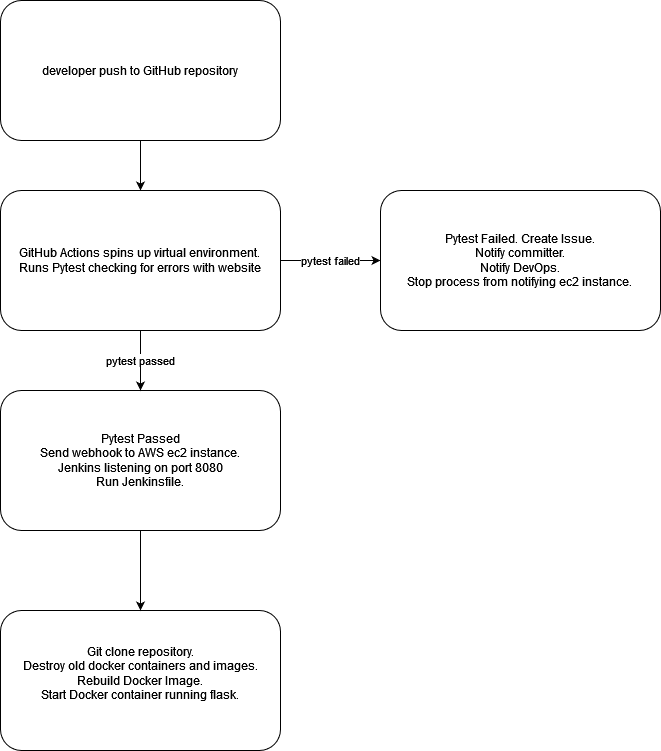 developer push to GitHub repository
GitHub Actions spins up virtual environment.
Runs Pytest checking for errors with website
pytest failed
Pytest Failed. Create Issue.
Notify committer.
Notify DevOps.
Stop process from notifying ec2 instance.
pytest passed
Pytest Passed
Send webhook to AWS ec2 instance.
Jenkins listening on port 8080
Run Jenkinsfile.
Git clone repository.
Destroy old docker containers and images.
Rebuild Docker Image.
Start Docker container running flask.